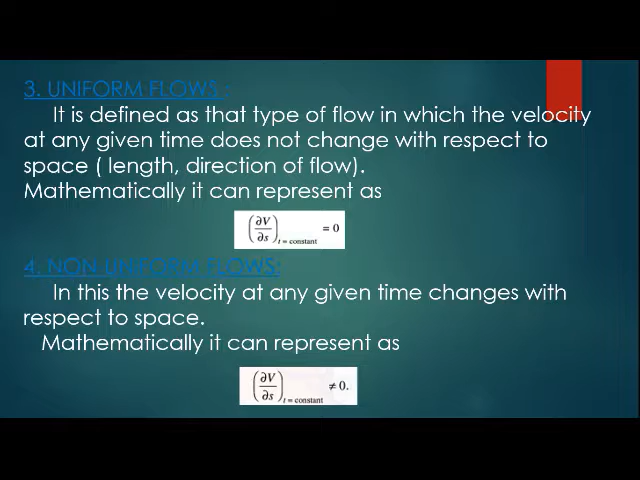 3. UNIFORM FLOWS :
It is defined as that type of flow in which the velocity
at any given time does not change with respect to
space ( length, direction of flow).
Mathematically it can represent as
(∂V/∂s)t = constant = 0
4. NON UNIFORM FLOWS:
In this the velocity at any given time changes with
respect to space.
Mathematically it can represent as
(∂V/∂s)t = constant ≠ 0.